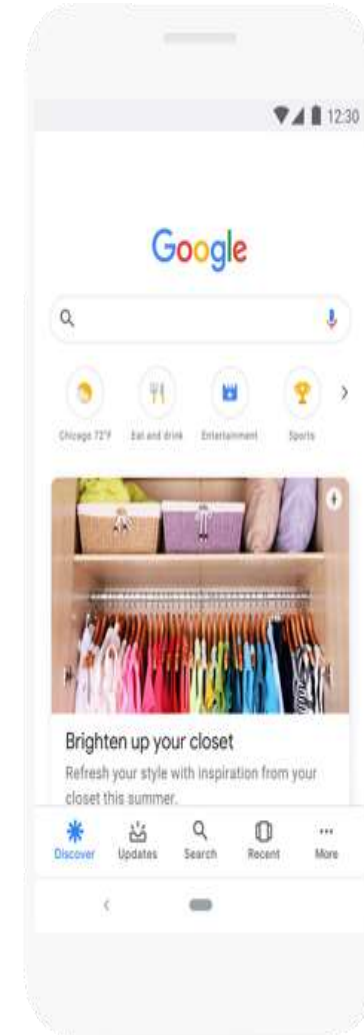 12:30
Google
Chicago 72°F Eat and drink Entertainment Sports
Brighten up your closet
Refresh your style with inspiration from your
closet this summer.
Discover Updates Search Recent More